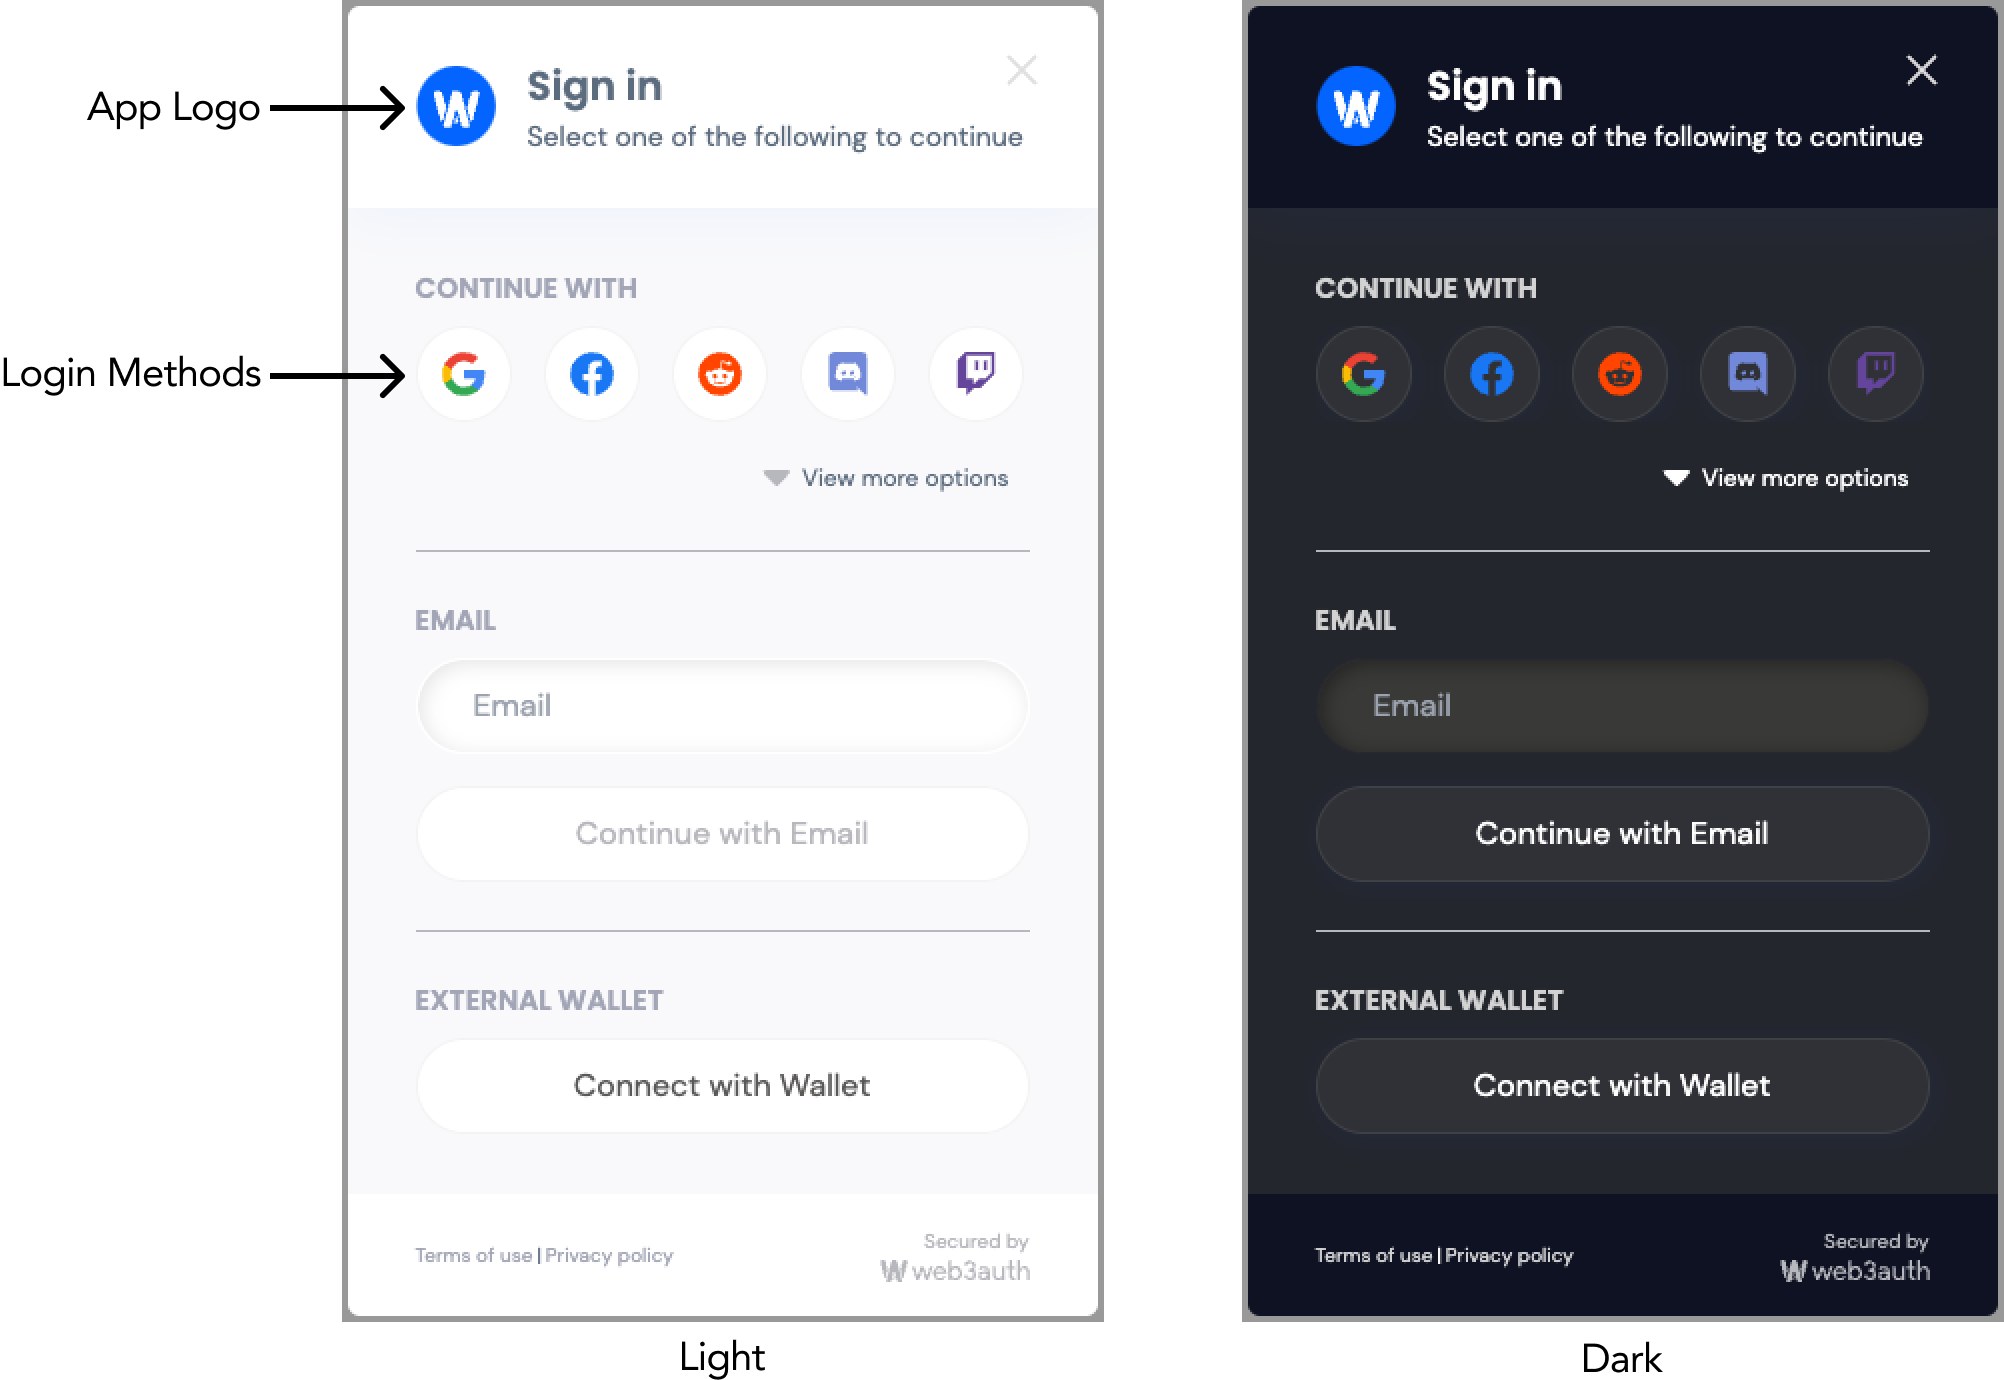 App Logo
Login Methods
W
Sign in
Select one of the following to continue
CONTINUE WITH
View more options
EMAIL
Email
Continue with Email
EXTERNAL WALLET
Connect with Wallet
Terms of use | Privacy policy
Secured by
W web3auth
Light
W
Sign in
Select one of the following to continue
CONTINUE WITH
View more options
EMAIL
Email
Continue with Email
EXTERNAL WALLET
Connect with Wallet
Terms of use | Privacy policy
Secured by
W web3auth
Dark